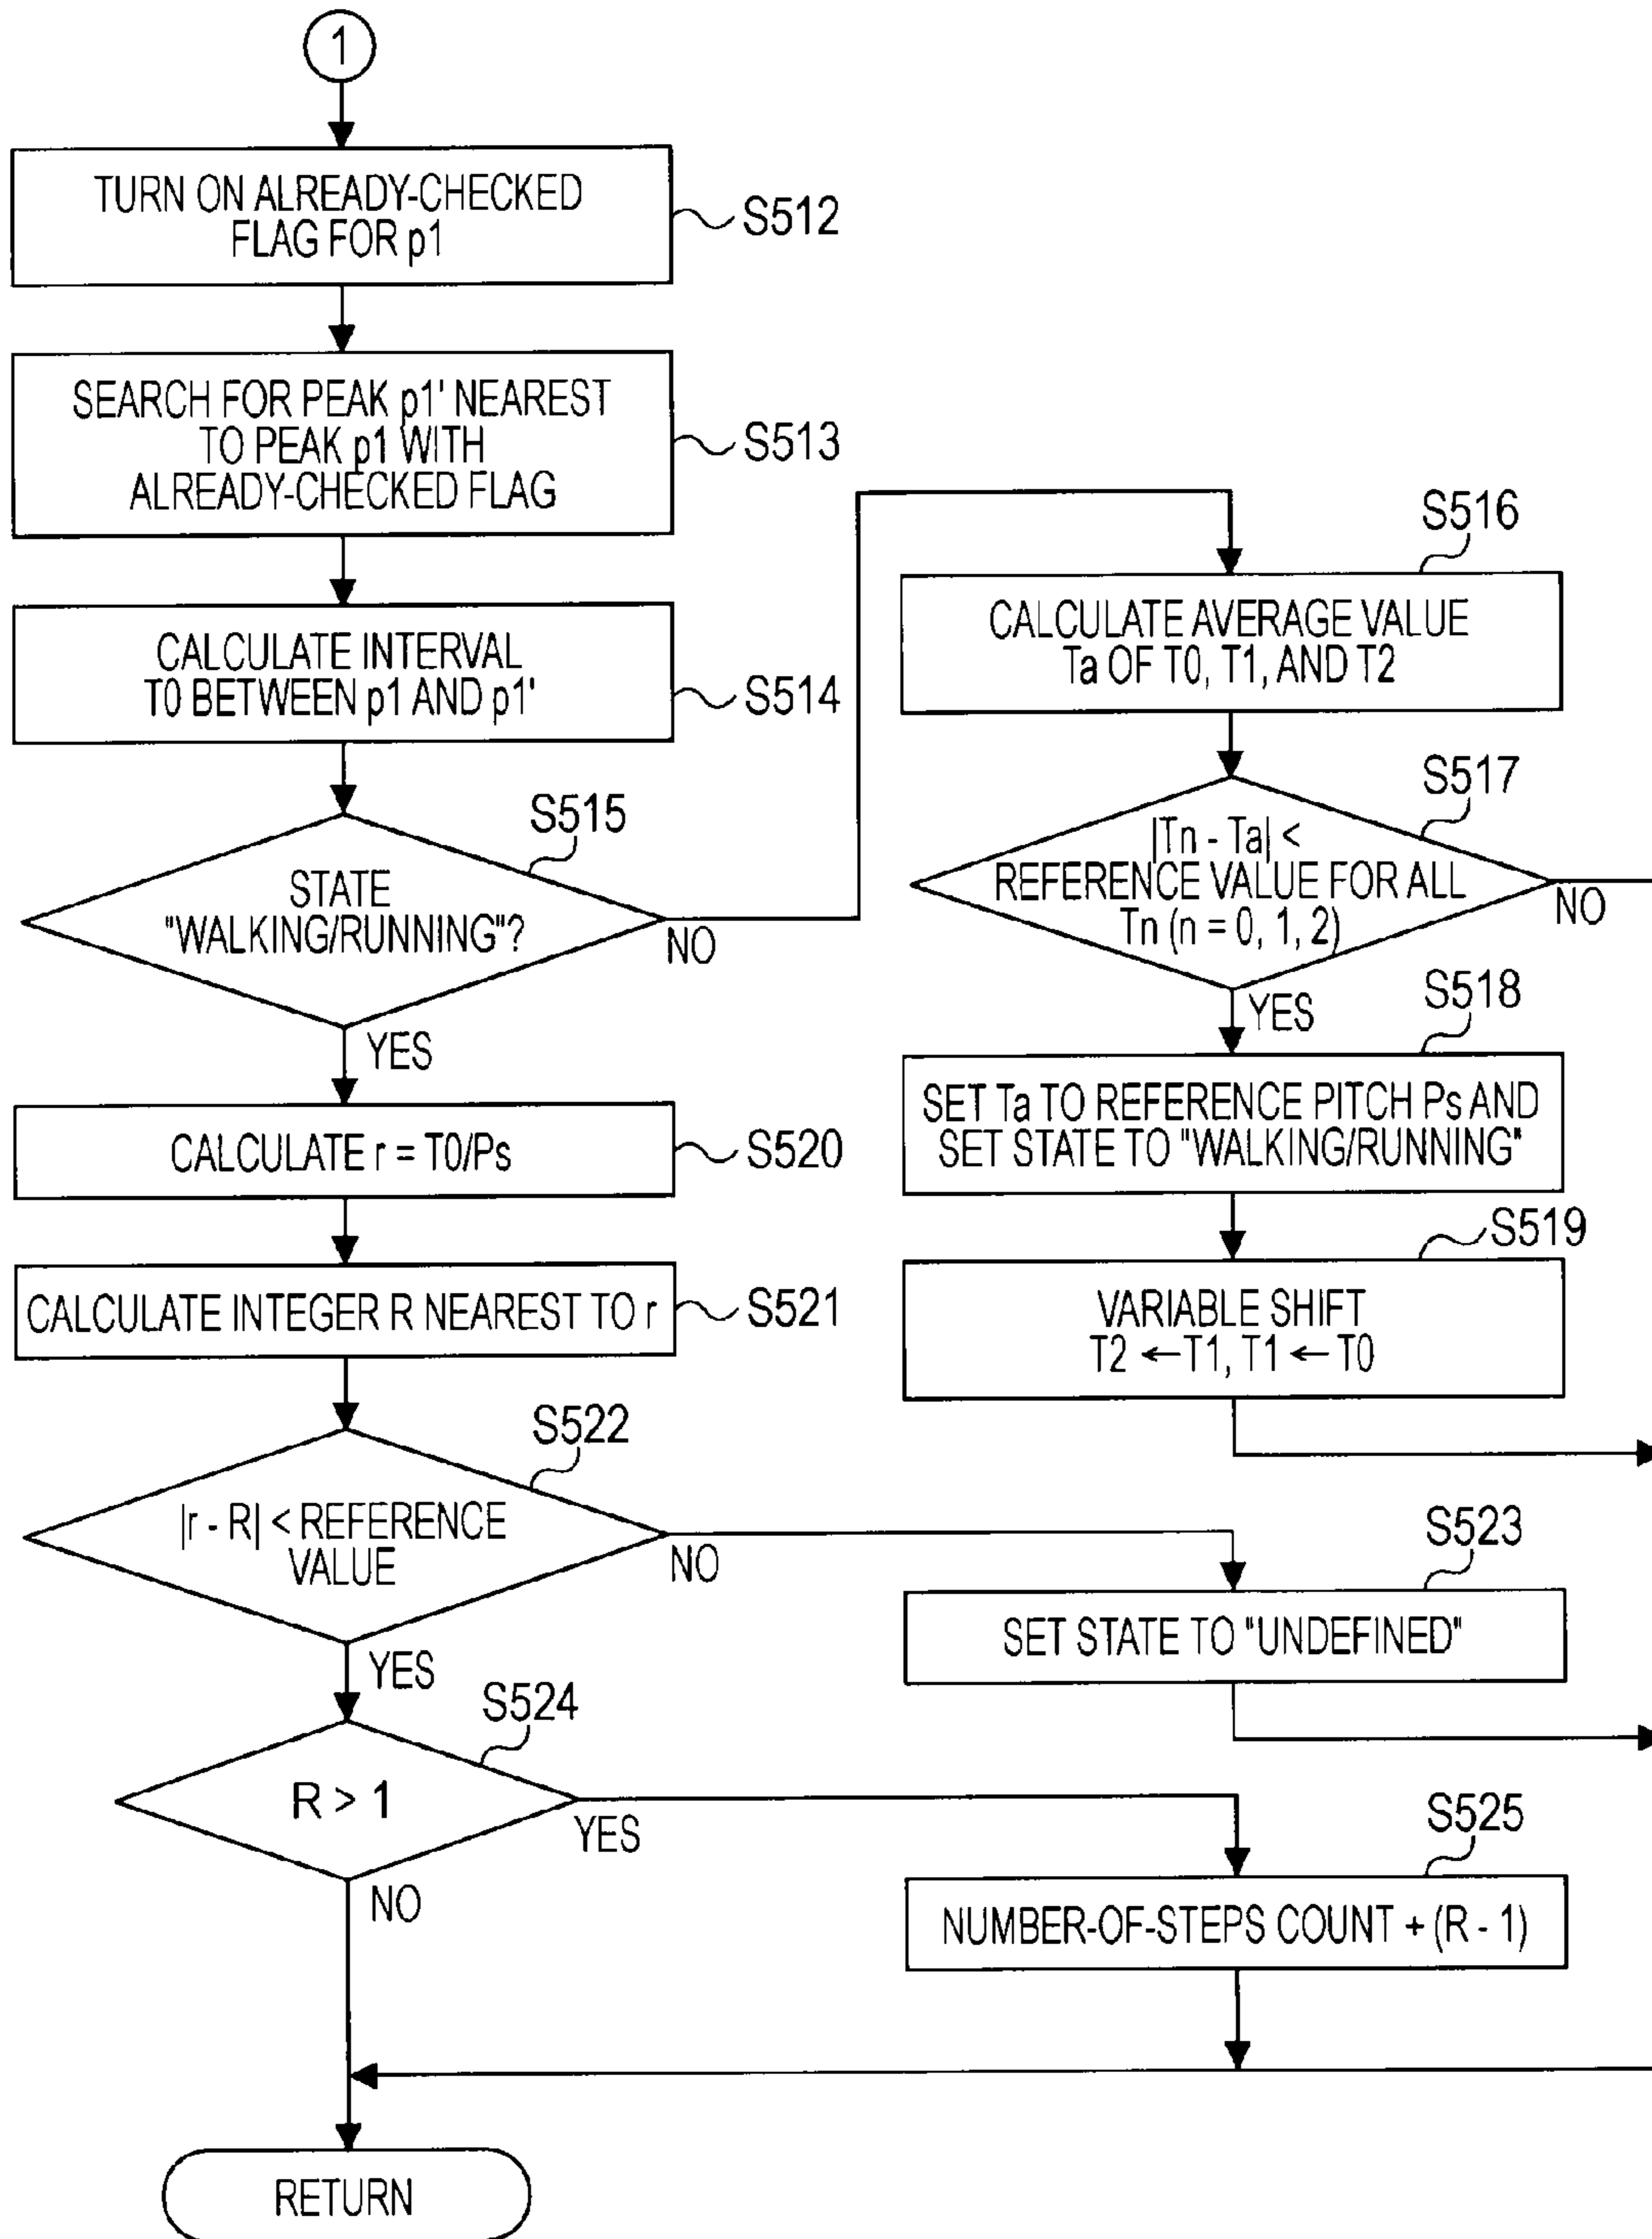 1
TURN ON ALREADY-CHECKED
FLAG FOR p1
S512
SEARCH FOR PEAK p1' NEAREST
TO PEAK p1 WITH
ALREADY-CHECKED FLAG
S513
CALCULATE INTERVAL
T0 BETWEEN p1 AND p1'
S514
S515
STATE
"WALKING/RUNNING"?
NO
YES
S516
CALCULATE AVERAGE VALUE
Ta OF T0, T1, AND T2
S517
|Tn - Ta| <
REFERENCE VALUE FOR ALL
Tn (n = 0, 1, 2)
NO
YES
S518
SET Ta TO REFERENCE PITCH Ps AND
SET STATE TO "WALKING/RUNNING"
S519
VARIABLE SHIFT
T2 ←T1, T1 ← T0
CALCULATE r = T0/Ps
S520
CALCULATE INTEGER R NEAREST TO r
S521
S522
|r - R| < REFERENCE
VALUE
NO
YES
S523
SET STATE TO "UNDEFINED"
S524
R > 1
YES
NO
S525
NUMBER-OF-STEPS COUNT + (R - 1)
RETURN